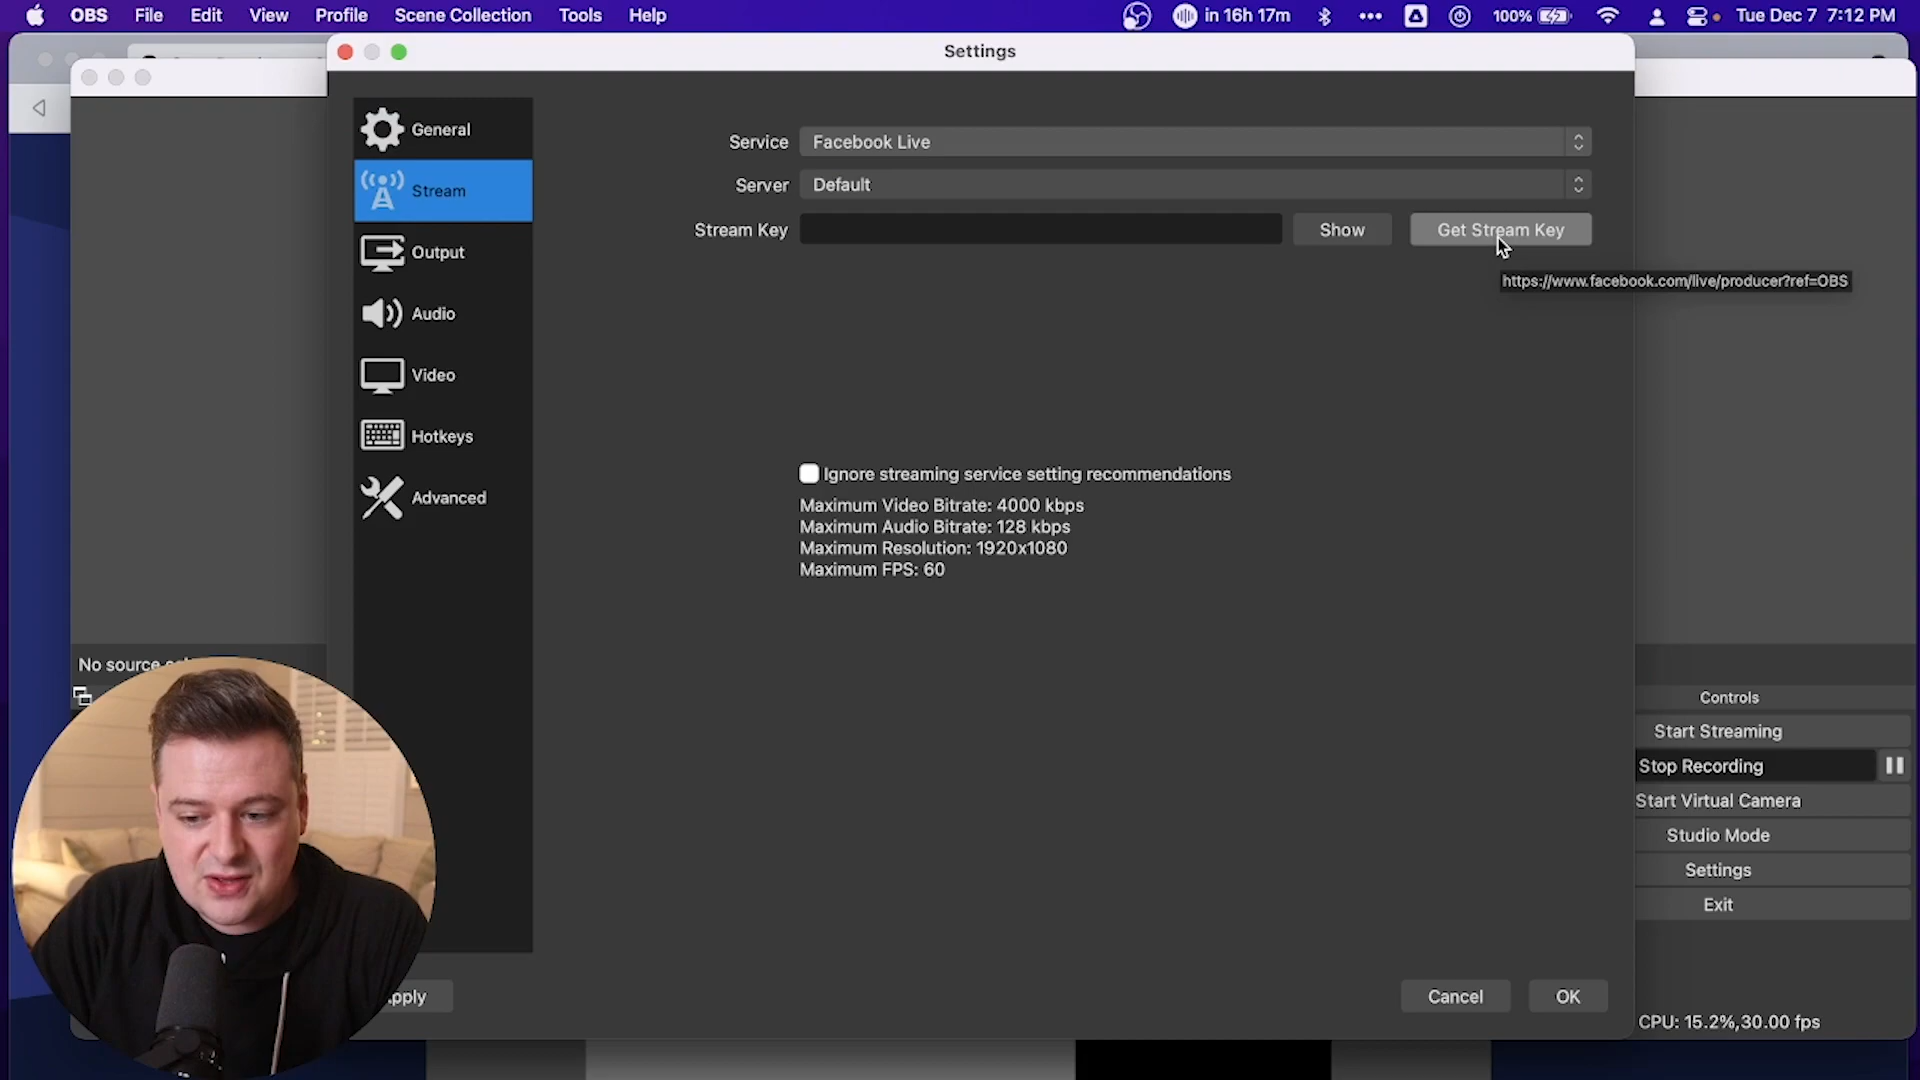 OBS File Edit View Profile Scene Collection Tools Help in 16h 17m 100% Tue Dec 7 7:12 PM
Settings
General
Stream
Output
Audio
Video
Hotkeys
Advanced
Service Facebook Live
Server Default
Stream Key Show Get Stream Key
https://www.facebook.com/live/producer?ref=OBS
Ignore streaming service setting recommendations
Maximum Video Bitrate: 4000 kbps
Maximum Audio Bitrate: 128 kbps
Maximum Resolution: 1920x1080
Maximum FPS: 60
No source
Controls
Start Streaming
Stop Recording
Start Virtual Camera
Studio Mode
Settings
Exit
Cancel OK
CPU: 15.2%,30.00 fps